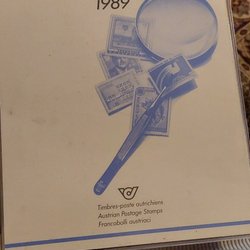 1989
Timbres-poste autrichiens
Austrian Postage Stamps
Francobolli austriaci